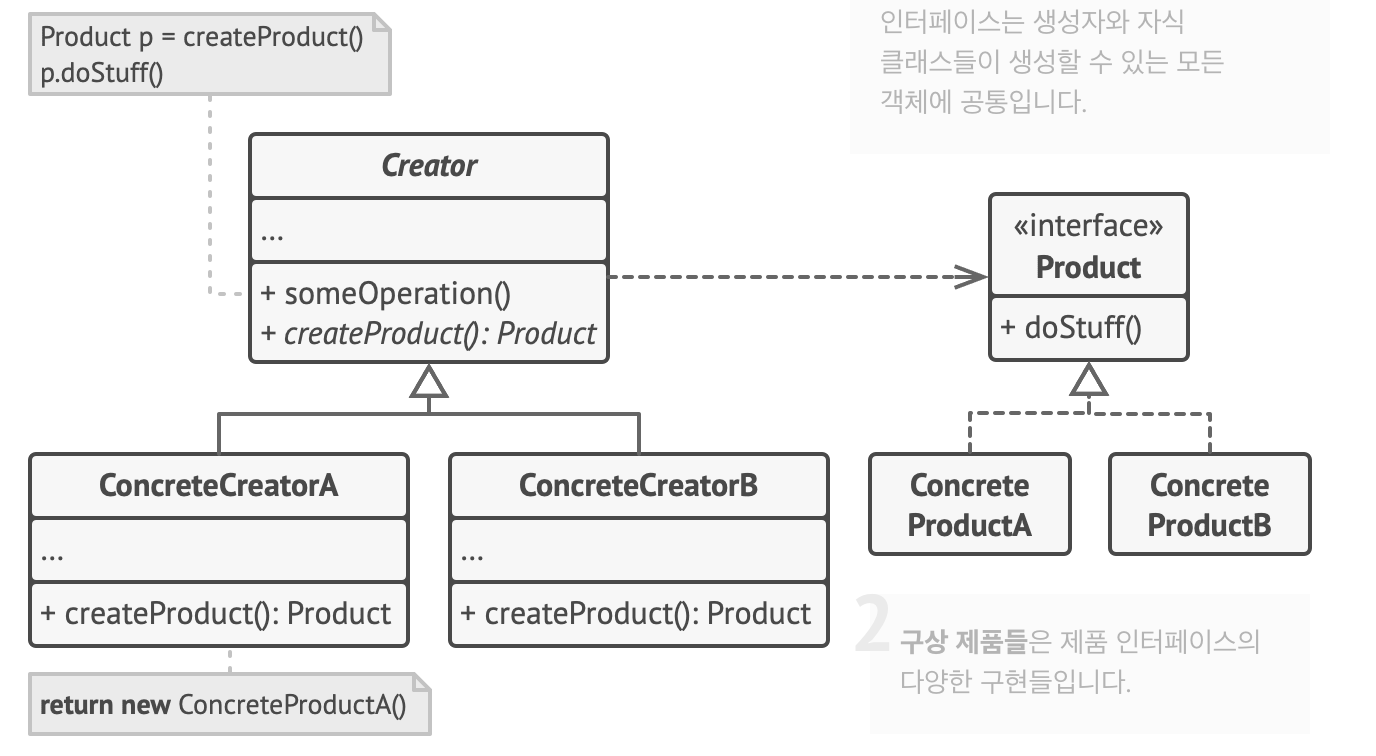 Product p = createProduct()
p.doStuff()
인터페이스는 생성자와 자식
클래스들이 생성할 수 있는 모든
객체에 공통입니다.
Creator
...
+ someOperation()
+ createProduct(): Product
«interface»
Product
+ doStuff()
ConcreteCreatorA
...
+ createProduct(): Product
ConcreteCreatorB
...
+ createProduct(): Product
Concrete
ProductA
Concrete
ProductB
return new ConcreteProductA()
2
구상 제품들은 제품 인터페이스의
다양한 구현들입니다.